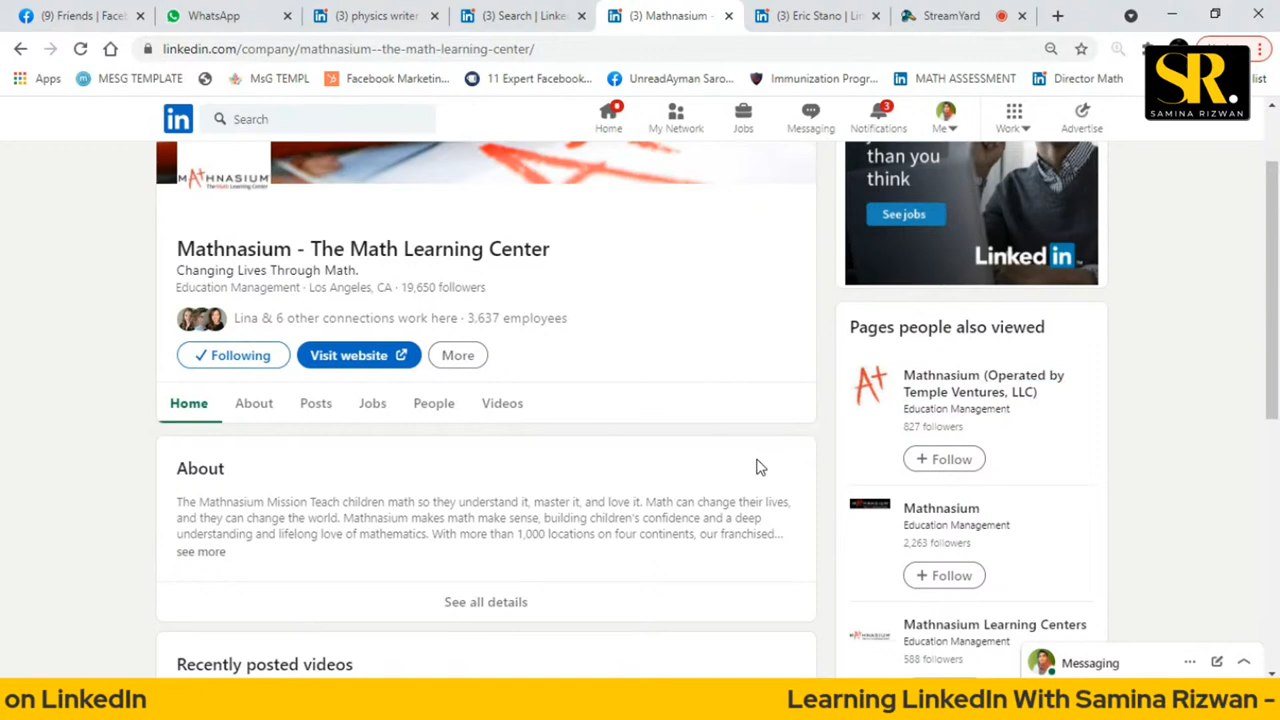 (9) Friends | Faceb
WhatsApp
(3) physics writer
(3) Search | Linke
(3) Mathnasium -
(3) Eric Stano | Lin
StreamYard
linkedin.com/company/mathnasium--the-math-learning-center/
Apps
MESG TEMPLATE
MsG TEMPL
Facebook Marketin...
11 Expert Facebook...
UnreadAyman Saro...
Immunization Progr...
MATH ASSESSMENT
Director Math
list
SR.
SAMINA RIZWAN
in
Search
Home
My Network
Jobs
Messaging
3
Notifications
Me
Work
Advertise
MATHNASIUM
The Math Learning Center
than you
think
See jobs
Linked in
Mathnasium - The Math Learning Center
Changing Lives Through Math.
Education Management · Los Angeles, CA · 19,650 followers
Lina & 6 other connections work here · 3,637 employees
Following
Visit website
More
Home
About
Posts
Jobs
People
Videos
About
The Mathnasium Mission Teach children math so they understand it, master it, and love it. Math can change their lives,
and they can change the world. Mathnasium makes math make sense, building children's confidence and a deep
understanding and lifelong love of mathematics. With more than 1,000 locations on four continents, our franchised...
see more
See all details
Recently posted videos
Pages people also viewed
A+
Mathnasium (Operated by
Temple Ventures, LLC)
Education Management
827 followers
+ Follow
Mathnasium
Education Management
2,263 followers
+ Follow
Mathnasium Learning Centers
Education Management
588 followers
Messaging
on LinkedIn
Learning LinkedIn With Samina Rizwan -